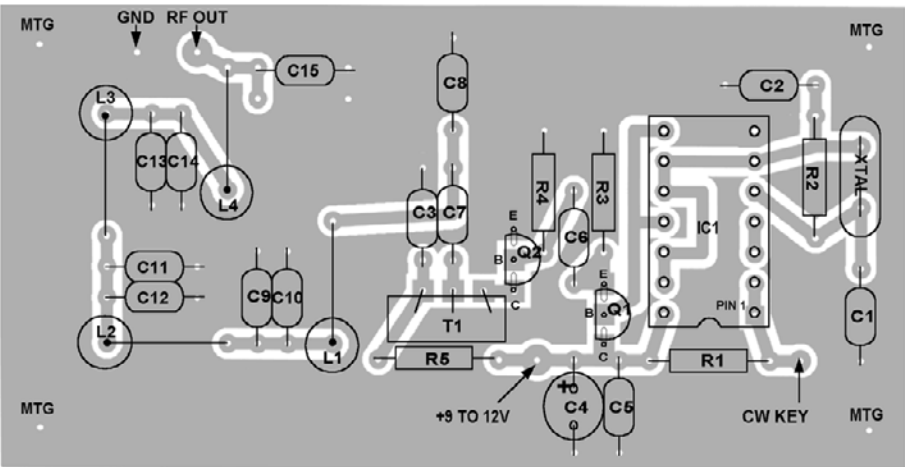 MTG
GND
RF OUT
MTG
C15
C8
C2
L3
C13
C14
L4
C3
C7
R4
R3
R2
XTAL
E
Q2
B
C
C6
IC1
C11
C12
C9
C10
E
Q1
B
C
PIN 1
C1
L2
L1
T1
R5
R1
MTG
+9 TO 12V
+
C4
C5
CW KEY
MTG